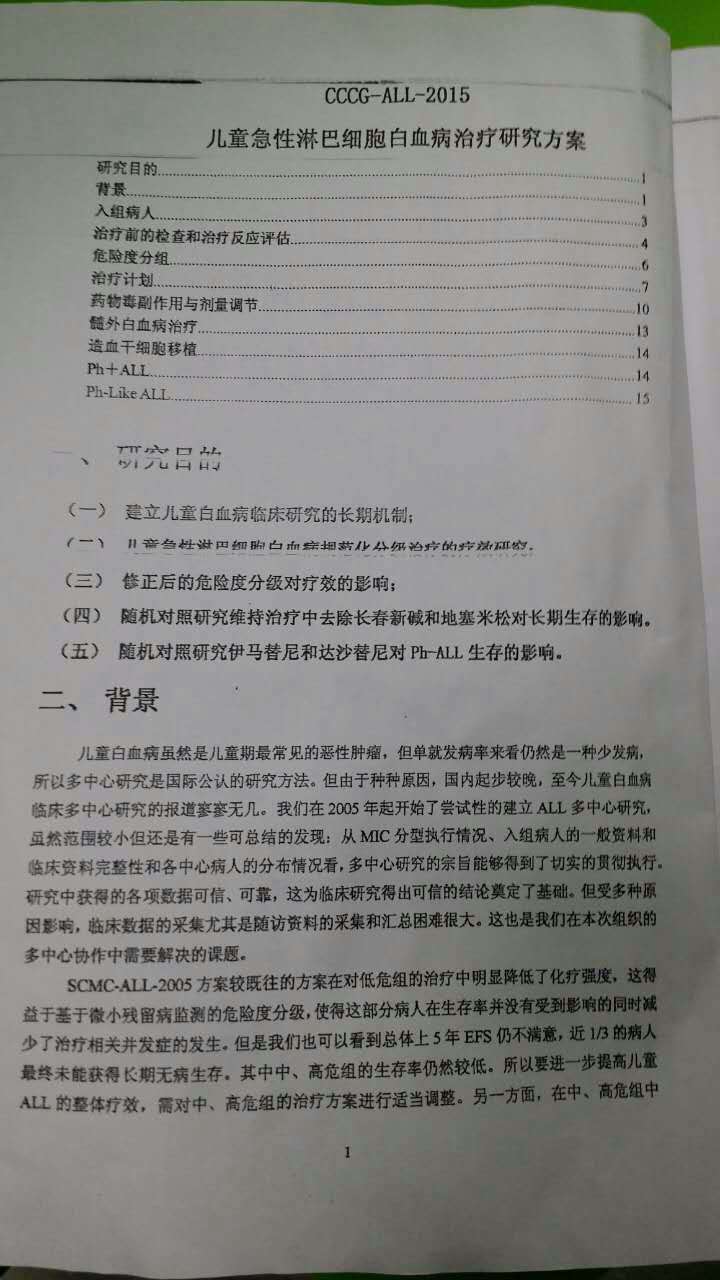 CCCG-ALL-2015
儿童急性淋巴细胞白血病治疗研究方案
研究目的........................1
背景........................1
入组病人........................3
治疗前的检查和治疗反应评估........................4
危险度分组........................6
治疗计划........................7
药物毒副作用与剂量调节........................10
髓外白血病治疗........................13
造血干细胞移植........................14
Ph+ALL........................14
Ph-Like ALL........................15
一、 研究目的
（一） 建立儿童白血病临床研究的长期机制；
（二） 儿童急性淋巴细胞白血病规范化分级治疗的疗效研究；
（三） 修正后的危险度分级对疗效的影响；
（四） 随机对照研究维持治疗中去除长春新碱和地塞米松对长期生存的影响。
（五） 随机对照研究伊马替尼和达沙替尼对 Ph-ALL 生存的影响。
二、 背景
儿童白血病虽然是儿童期最常见的恶性肿瘤，但单就发病率来看仍然是一种少发病，
所以多中心研究是国际公认的研究方法。但由于种种原因，国内起步较晚，至今儿童白血病
临床多中心研究的报道寥寥无几。我们在 2005 年起开始了尝试性的建立 ALL 多中心研究，
虽然范围较小但还是有一些可总结的发现：从 MIC 分型执行情况、入组病人的一般资料和
临床资料完整性和各中心病人的分布情况看，多中心研究的宗旨能够得到了切实的贯彻执行。
研究中获得的各项数据可信、可靠，这为临床研究得出可信的结论奠定了基础。但受多种原
因影响，临床数据的采集尤其是随访资料的采集和汇总困难很大。这也是我们在本次组织的
多中心协作中需要解决的课题。
SCMC-ALL-2005 方案较既往的方案在对低危组的治疗中明显降低了化疗强度，这得
益于基于微小残留病监测的危险度分级，使得这部分病人在生存率并没有受到影响的同时减
少了治疗相关并发症的发生。但是我们也可以看到总体上 5 年 EFS 仍不满意，近 1/3 的病人
最终未能获得长期无病生存。其中中、高危组的生存率仍然较低。所以要进一步提高儿童
ALL 的整体疗效，需对中、高危组的治疗方案进行适当调整。另一方面，在中、高危组中
1